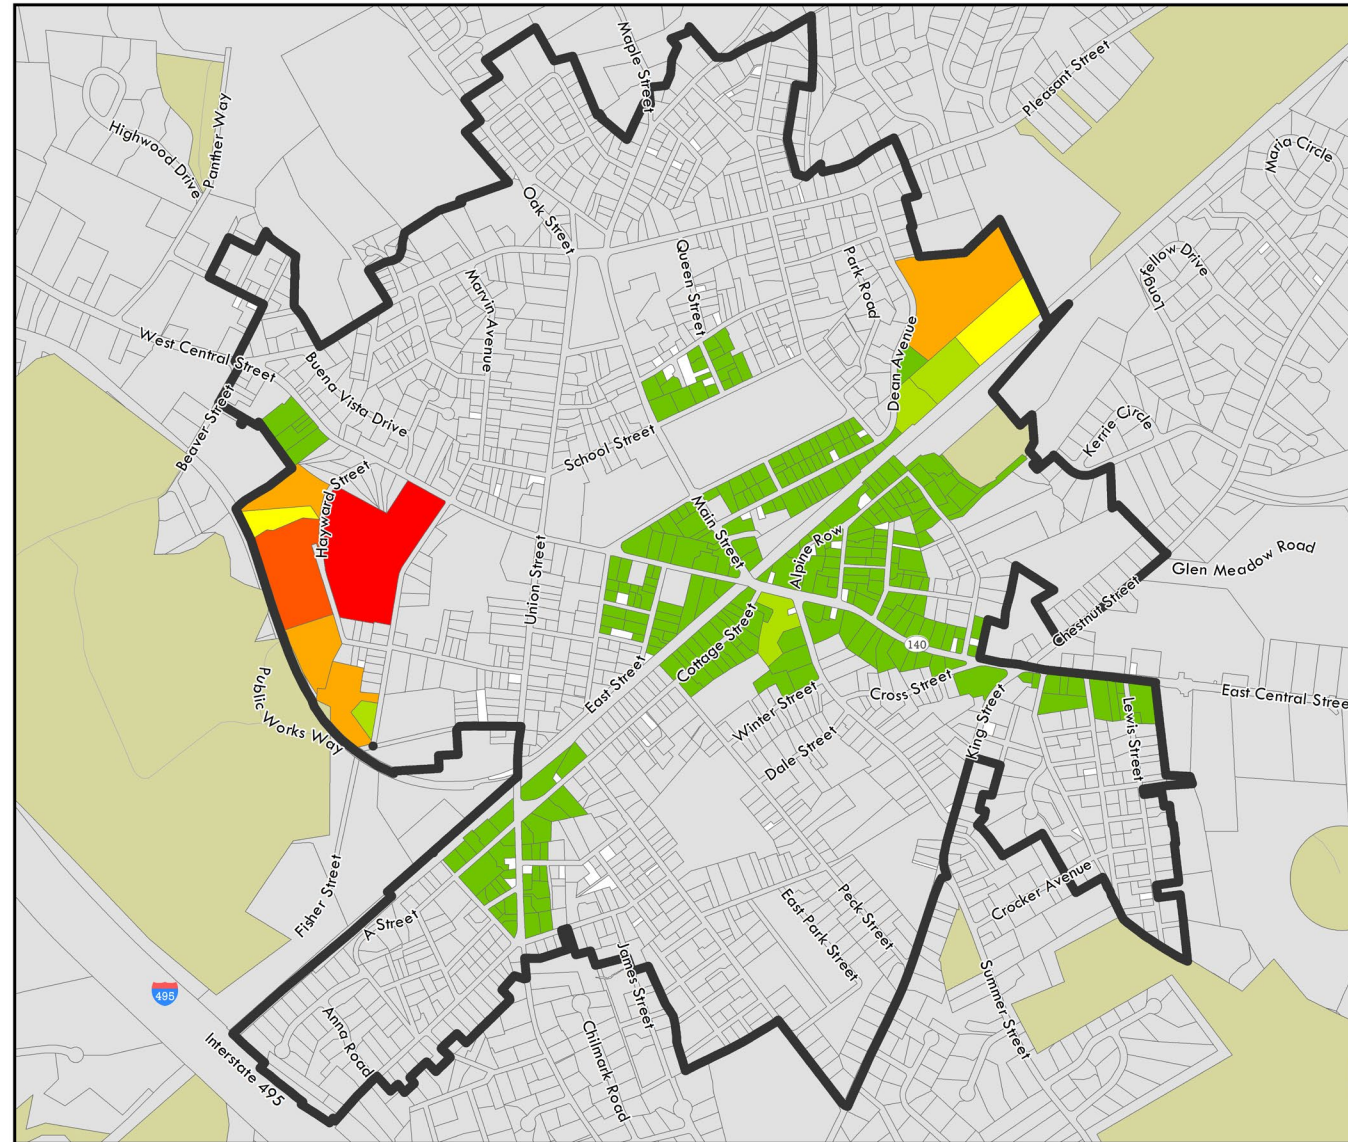 Maple Street
Pleasant Street
Highwood Drive
Panther Way
Maria Circle
Oak Street
Queen Street
Park Road
Longfellow Drive
Marvin Avenue
West Central Street
Buena Vista Drive
Dean Avenue
Beaver Street
Kerrie Circle
School Street
Hayward Street
Main Street
Alpine Row
Union Street
Glen Meadow Road
Chestnut Street
Cottage Street
140
East Street
Cross Street
Public Works Way
Winter Street
King Street
Lewis Street
East Central Stree
Dale Street
Fisher Street
A Street
Crocker Avenue
Peck Street
East Park Street
James Street
Summer Street
495
Anna Road
Chilmark Road
Interstate 495